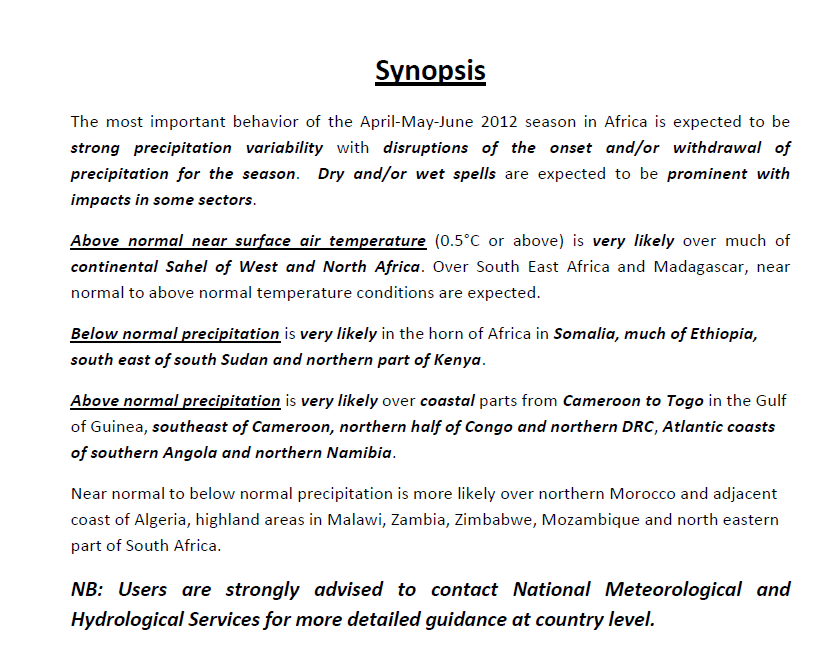 Synopsis
The most important behavior of the April-May-June 2012 season in Africa is expected to be
strong precipitation variability with disruptions of the onset and/or withdrawal of
precipitation for the season. Dry and/or wet spells are expected to be prominent with
impacts in some sectors.
Above normal near surface air temperature (0.5°C or above) is very likely over much of
continental Sahel of West and North Africa. Over South East Africa and Madagascar, near
normal to above normal temperature conditions are expected.
Below normal precipitation is very likely in the horn of Africa in Somalia, much of Ethiopia,
south east of south Sudan and northern part of Kenya.
Above normal precipitation is very likely over coastal parts from Cameroon to Togo in the Gulf
of Guinea, southeast of Cameroon, northern half of Congo and northern DRC, Atlantic coasts
of southern Angola and northern Namibia.
Near normal to below normal precipitation is more likely over northern Morocco and adjacent
coast of Algeria, highland areas in Malawi, Zambia, Zimbabwe, Mozambique and north eastern
part of South Africa.
NB: Users are strongly advised to contact National Meteorological and
Hydrological Services for more detailed guidance at country level.